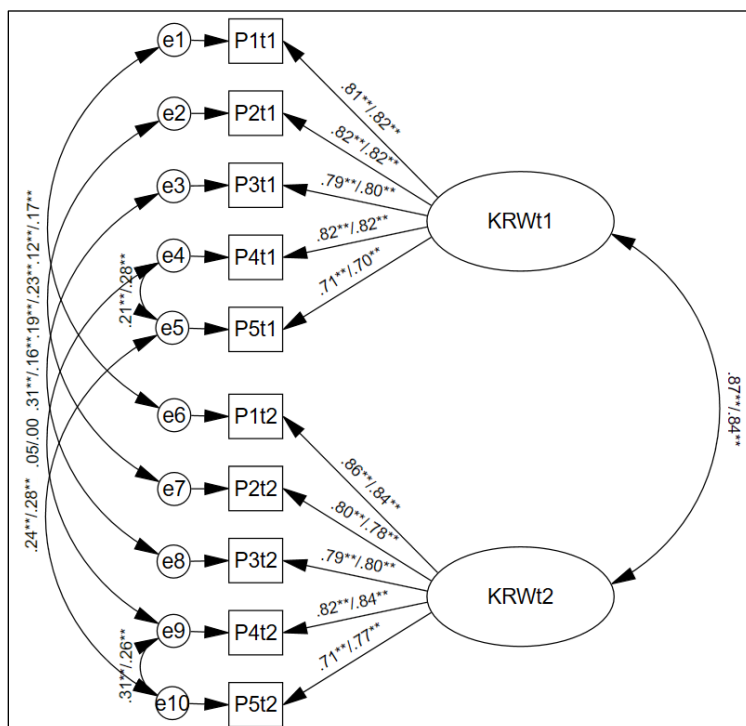 e1
P1t1
.81**/.82**
e2
P2t1
.82**/.82**
e3
P3t1
.79**/.80**
KRWt1
e4
P4t1
.82**/.82**
e5
P5t1
.71**/.70**
.21**/.28**
.24**/.28**
.05/.00
.31**/.16**
.19**/.23**
.12**/.17**
.87**/.84**
e6
P1t2
.86**/.84**
e7
P2t2
.80**/.78**
e8
P3t2
.79**/.80**
KRWt2
e9
P4t2
.82**/.84**
e10
P5t2
.71**/.77**
.31**/.26**